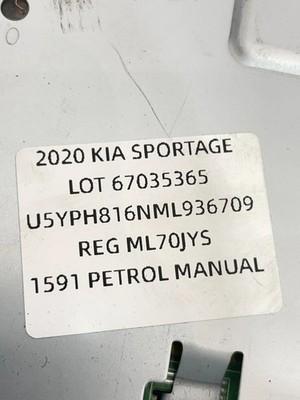 2020 KIA SPORTAGE
LOT 67035365
U5YPH816NML936709
REG ML70JYS
1591 PETROL MANUAL